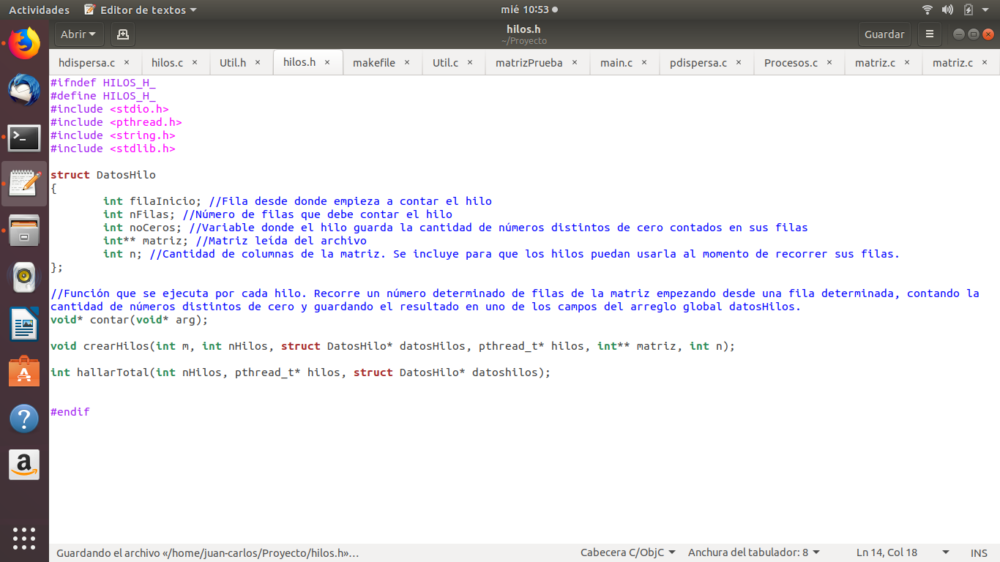 Actividades Editor de textos mié 10:53
Abrir hilos.h ~/Proyecto Guardar
hdispersa.c hilos.c Util.h hilos.h makefile Util.c matrizPrueba main.c pdispersa.c Procesos.c matriz.c matriz.c
#ifndef HILOS_H_
#define HILOS_H_
#include <stdio.h>
#include <pthread.h>
#include <string.h>
#include <stdlib.h>
struct DatosHilo
{
int filaInicio; //Fila desde donde empieza a contar el hilo
int nFilas; //Número de filas que debe contar el hilo
int noCeros; //Variable donde el hilo guarda la cantidad de números distintos de cero contados en sus filas
int** matriz; //Matriz leída del archivo
int n; //Cantidad de columnas de la matriz. Se incluye para que los hilos puedan usarla al momento de recorrer sus filas.
};
//Función que se ejecuta por cada hilo. Recorre un número determinado de filas de la matriz empezando desde una fila determinada, contando la
cantidad de números distintos de cero y guardando el resultado en uno de los campos del arreglo global datosHilos.
void* contar(void* arg);
void crearHilos(int m, int nHilos, struct DatosHilo* datosHilos, pthread_t* hilos, int** matriz, int n);
int hallarTotal(int nHilos, pthread_t* hilos, struct DatosHilo* datoshilos);
#endif
Guardando el archivo «/home/juan-carlos/Proyecto/hilos.h»… Cabecera C/ObjC Anchura del tabulador: 8 Ln 14, Col 18 INS